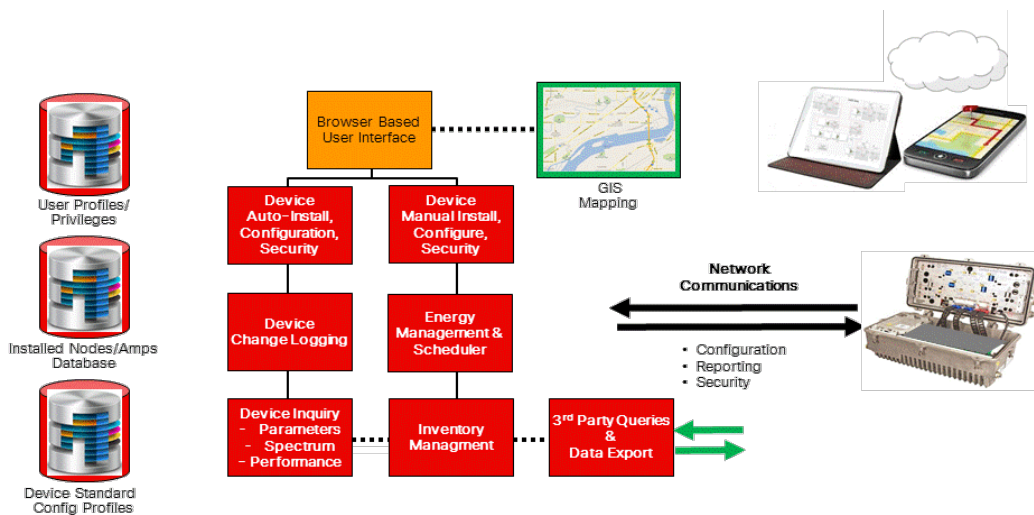 Browser Based
User Interface
GIS
Mapping
User Profiles/
Privileges
Device
Auto-Install,
Configuration,
Security
Device
Manual Install,
Configure,
Security
Network
Communications
• Configuration
• Reporting
• Security
Installed Nodes/Amps
Database
Device
Change Logging
Energy
Management &
Scheduler
Device Inquiry
- Parameters
- Spectrum
- Performance
Inventory
Managment
3rd Party Queries
&
Data Export
Device Standard
Config Profiles